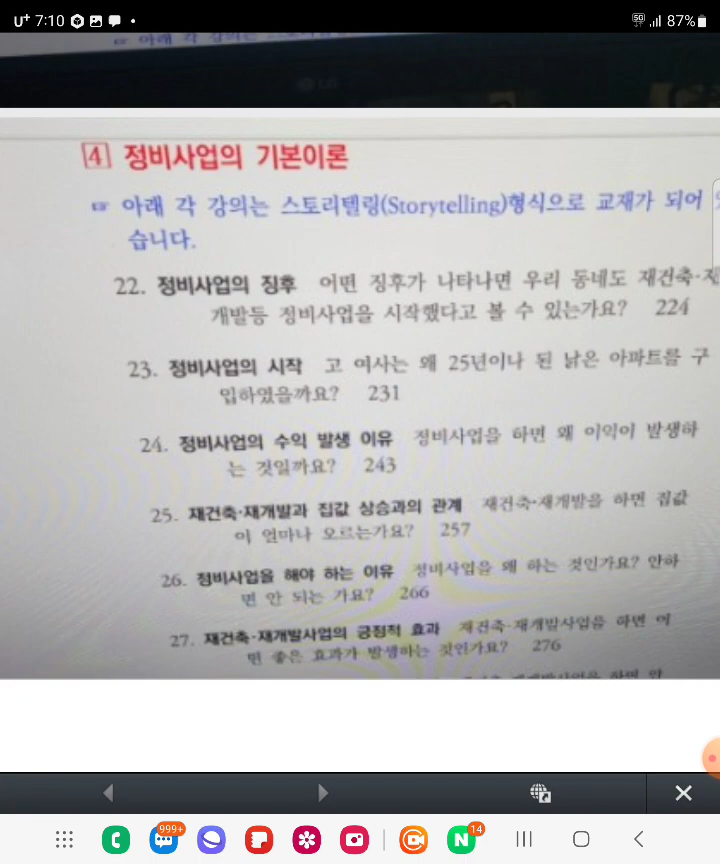 U+ 7:10
5G 87%
LG
4 정비사업의 기본이론
☞ 아래 각 강의는 스토리텔링(Storytelling)형식으로 교재가 되어
습니다.
22. 정비사업의 징후 어떤 징후가 나타나면 우리 동네도 재건축·재
개발등 정비사업을 시작했다고 볼 수 있는가요? 224
23. 정비사업의 시작 고 여사는 왜 25년이나 된 낡은 아파트를 구
입하였을까요? 231
24. 정비사업의 수익 발생 이유 정비사업을 하면 왜 이익이 발생하
는 것일까요? 243
25. 재건축·재개발과 집값 상승과의 관계 재건축·재개발을 하면 집값
이 얼마나 오르는가요? 257
26. 정비사업을 해야 하는 이유 정비사업을 왜 하는 것인가요? 안하
면 안 되는 가요? 266
27. 재건축·재개발사업의 긍정적 효과 재건축·재개발사업을 하면 어
떤 좋은 효과가 발생하는 것인가요? 276
999+
N 14